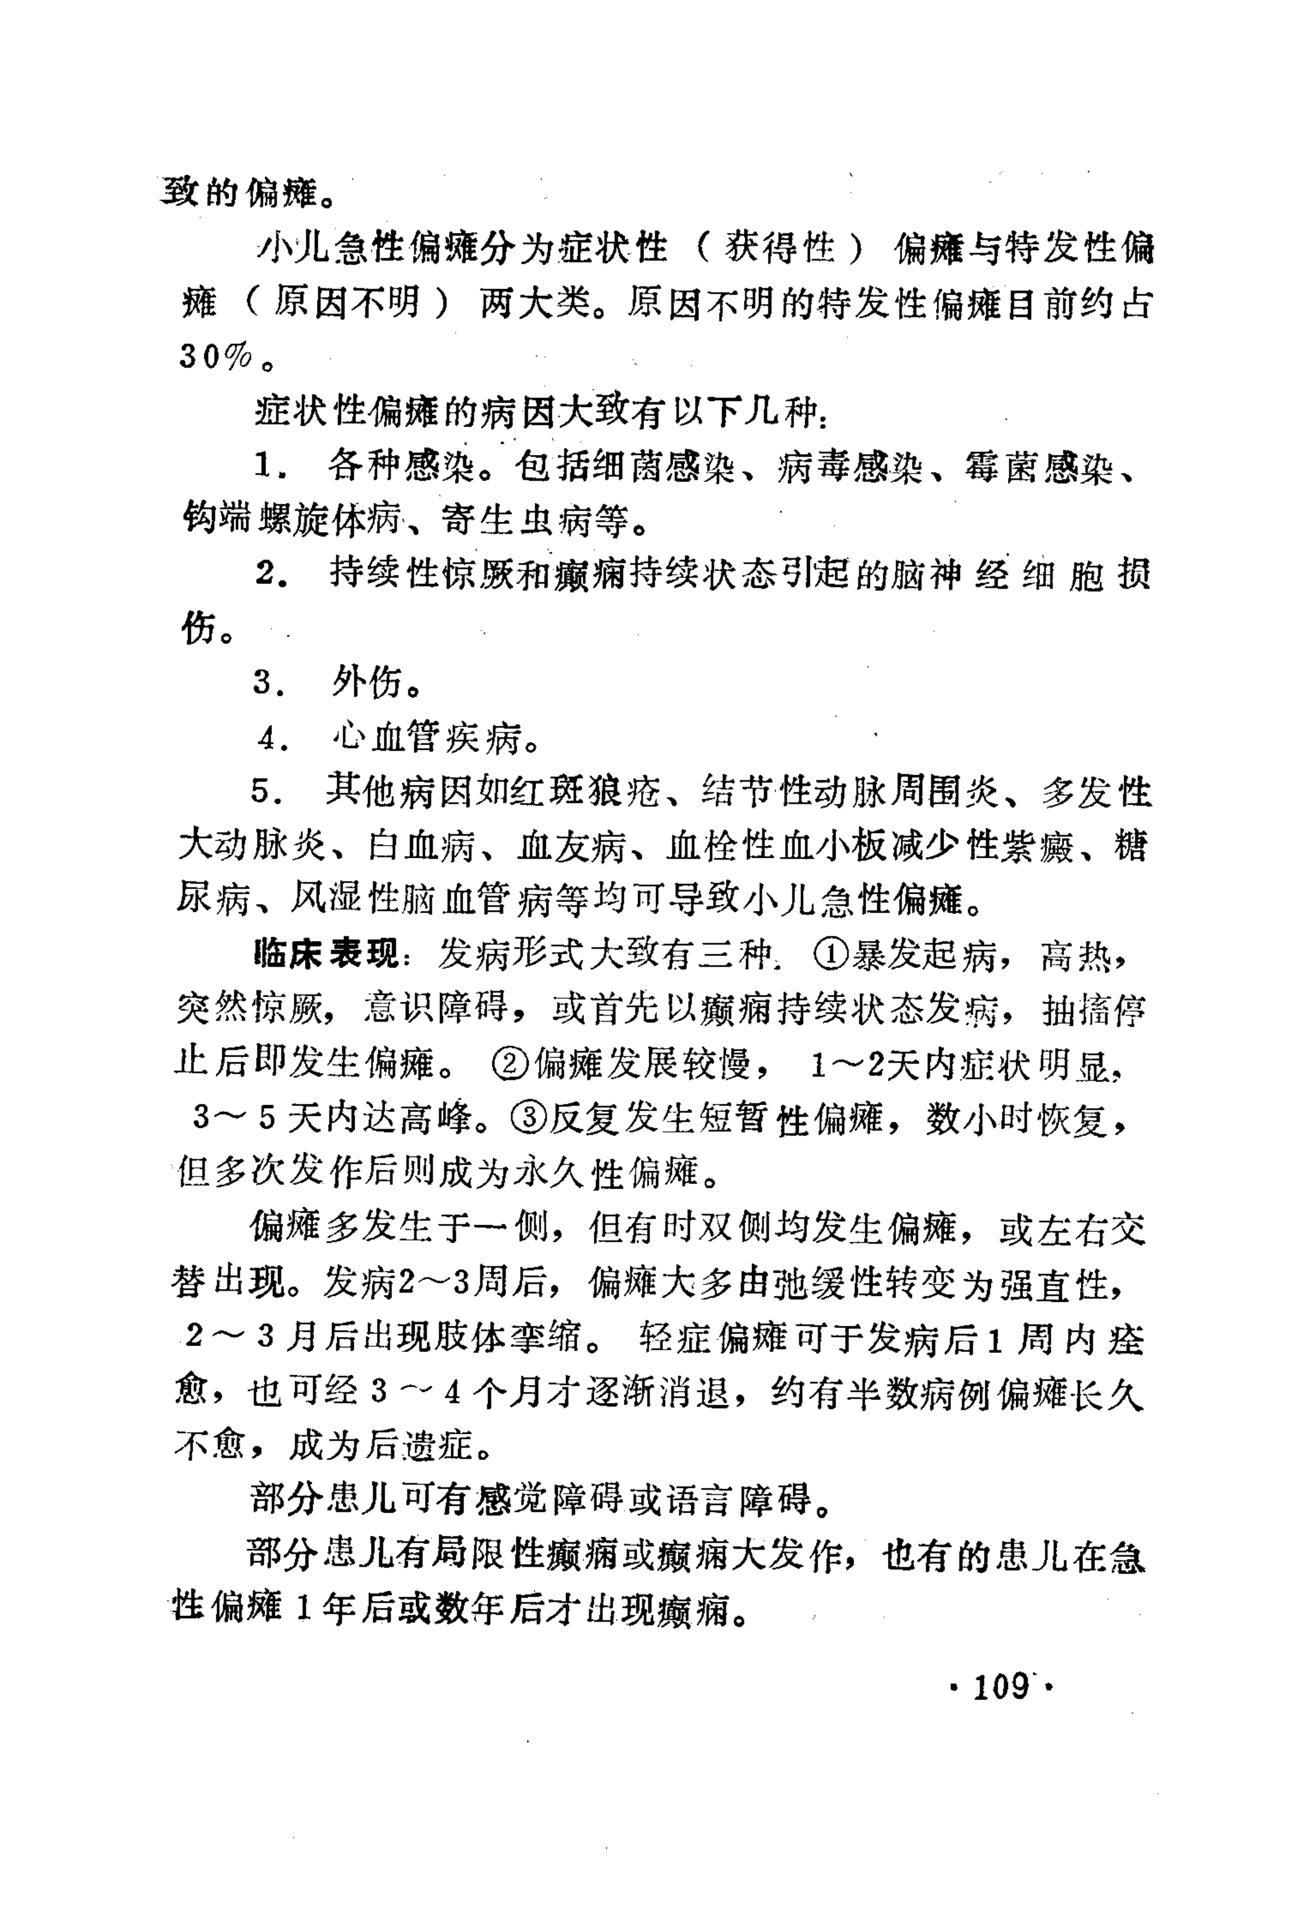 致的偏瘫。
小儿急性偏瘫分为症状性（获得性）偏瘫与特发性偏
瘫（原因不明）两大类。原因不明的特发性偏瘫目前约占
30%。
症状性偏瘫的病因大致有以下几种：
1. 各种感染。包括细菌感染、病毒感染、霉菌感染、
钩端螺旋体病、寄生虫病等。
2. 持续性惊厥和癫痫持续状态引起的脑神经细胞损
伤。
3. 外伤。
4. 心血管疾病。
5. 其他病因如红斑狼疮、结节性动脉周围炎、多发性
大动脉炎、白血病、血友病、血栓性血小板减少性紫癜、糖
尿病、风湿性脑血管病等均可导致小儿急性偏瘫。
临床表现：发病形式大致有三种. ①暴发起病，高热，
突然惊厥，意识障碍，或首先以癫痫持续状态发病，抽搐停
止后即发生偏瘫。②偏瘫发展较慢，1～2天内症状明显，
3～5天内达高峰。③反复发生短暂性偏瘫，数小时恢复，
但多次发作后则成为永久性偏瘫。
偏瘫多发生于一侧，但有时双侧均发生偏瘫，或左右交
替出现。发病2～3周后，偏瘫大多由弛缓性转变为强直性，
2～3月后出现肢体挛缩。轻症偏瘫可于发病后1周内痊
愈，也可经3～4个月才逐渐消退，约有半数病例偏瘫长久
不愈，成为后遗症。
部分患儿可有感觉障碍或语言障碍。
部分患儿有局限性癫痫或癫痫大发作，也有的患儿在急
性偏瘫1年后或数年后才出现癫痫。
·109·